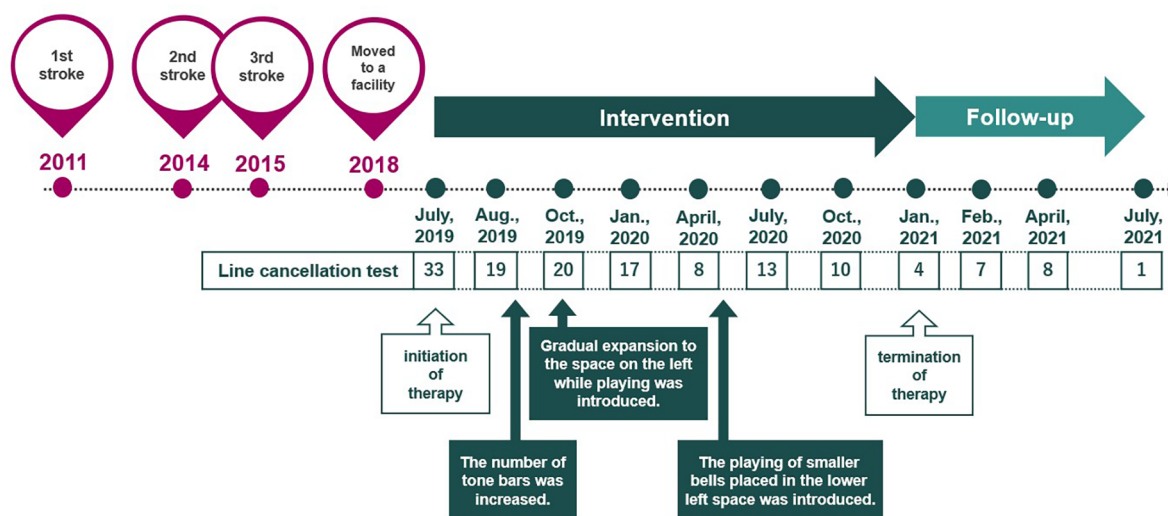 1st
stroke
2nd
stroke
3rd
stroke
Moved
to a
facility
Intervention
Follow-up
2011
2014
2015
2018
July,
2019
Aug.,
2019
Oct.,
2019
Jan.,
2020
April,
2020
July,
2020
Oct.,
2020
Jan.,
2021
Feb.,
2021
April,
2021
July,
2021
Line cancellation test 33 19 20 17 8 13 10 4 7 8 1
initiation
of
therapy
Gradual expansion to
the space on the left
while playing was
introduced.
termination
of
therapy
The number of
tone bars was
increased.
The playing of smaller
bells placed in the lower
left space was introduced.